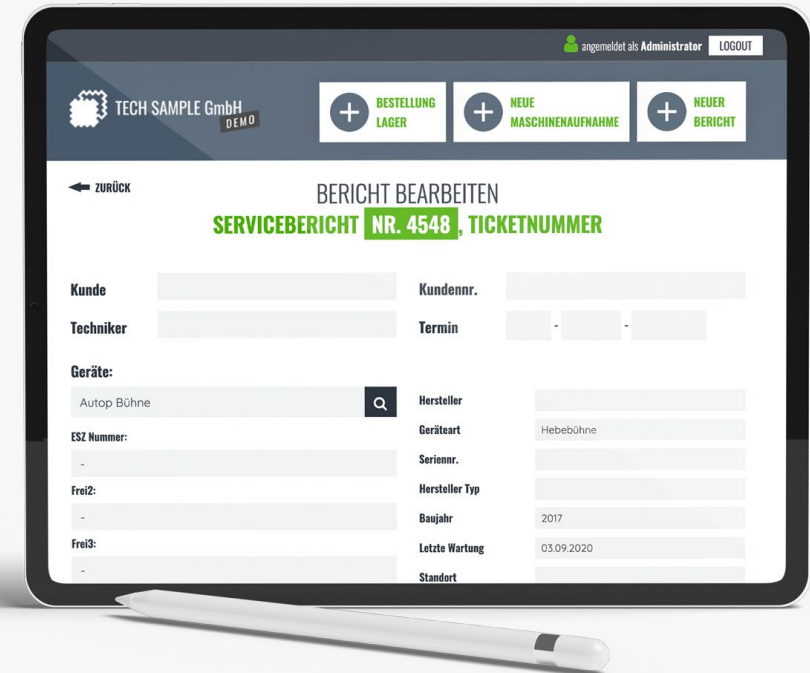 angemeldet als Administrator LOGOUT
TECH SAMPLE GmbH
DEMO
BESTELLUNG
LAGER
NEUE
MASCHINENAUFNAHME
NEUER
BERICHT
ZURÜCK
BERICHT BEARBEITEN
SERVICEBERICHT NR. 4548 , TICKETNUMMER
Kunde
Kundennr.
Techniker
Termin - -
Geräte:
Autop Bühne
ESZ Nummer:
-
Frei2:
-
Frei3:
-
Hersteller
Geräteart Hebebühne
Seriennr.
Hersteller Typ
Baujahr 2017
Letzte Wartung 03.09.2020
Standort